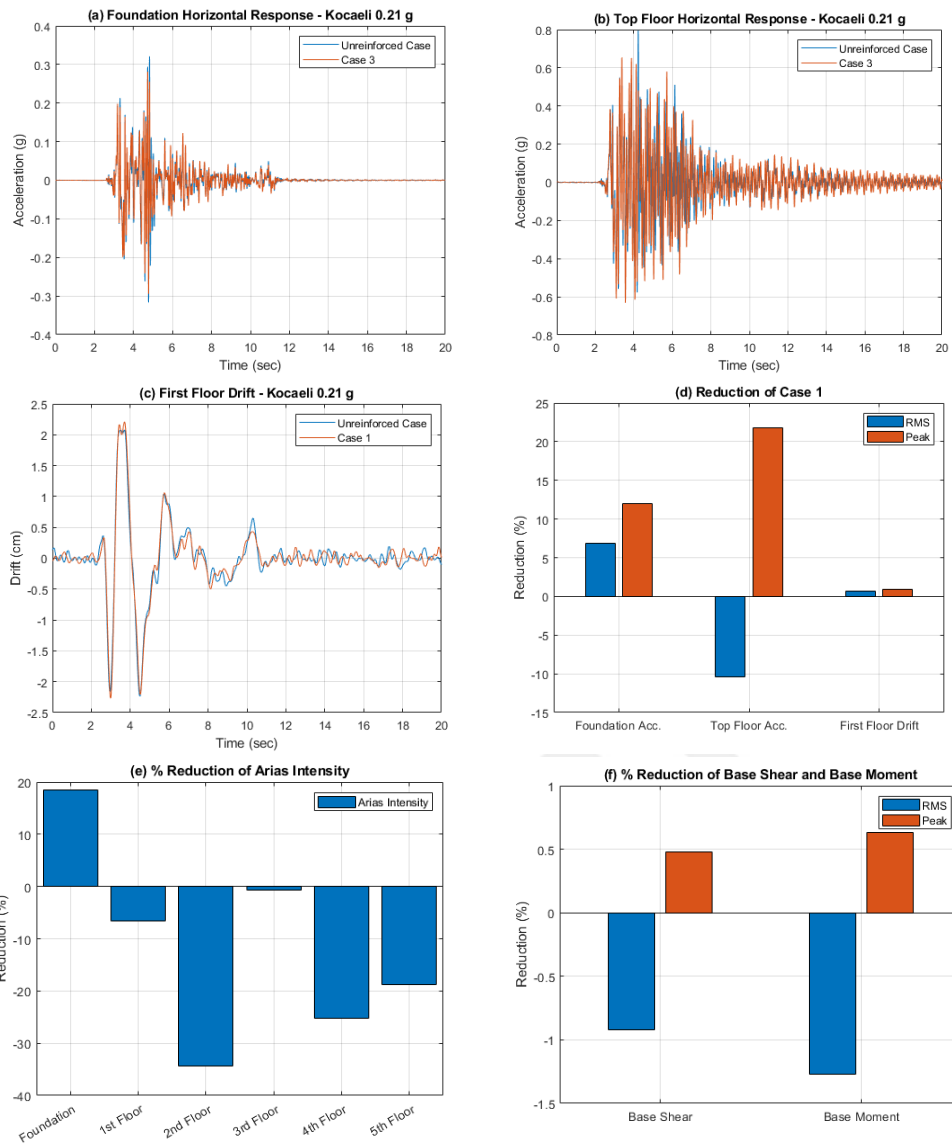 (a) Foundation Horizontal Response - Kocaeli 0.21 g
Unreinforced Case
Case 3
0.4
0.3
0.2
0.1
0
-0.1
-0.2
-0.3
-0.4
Acceleration (g)
0 2 4 6 8 10 12 14 16 18 20
Time (sec)
(b) Top Floor Horizontal Response - Kocaeli 0.21 g
Unreinforced Case
Case 3
0.8
0.6
0.4
0.2
0
-0.2
-0.4
-0.6
-0.8
Acceleration (g)
0 2 4 6 8 10 12 14 16 18 20
Time (sec)
(c) First Floor Drift - Kocaeli 0.21 g
Unreinforced Case
Case 1
2.5
2
1.5
1
0.5
0
-0.5
-1
-1.5
-2
-2.5
Drift (cm)
0 2 4 6 8 10 12 14 16 18 20
Time (sec)
(d) Reduction of Case 1
RMS
Peak
25
20
15
10
5
0
-5
-10
-15
Reduction (%)
Foundation Acc. Top Floor Acc. First Floor Drift
(e) % Reduction of Arias Intensity
Arias Intensity
20
10
0
-10
-20
-30
-40
Reduction (%)
Foundation 1st Floor 2nd Floor 3rd Floor 4th Floor 5th Floor
(f) % Reduction of Base Shear and Base Moment
RMS
Peak
1
0.5
0
-0.5
-1
-1.5
Reduction (%)
Base Shear Base Moment